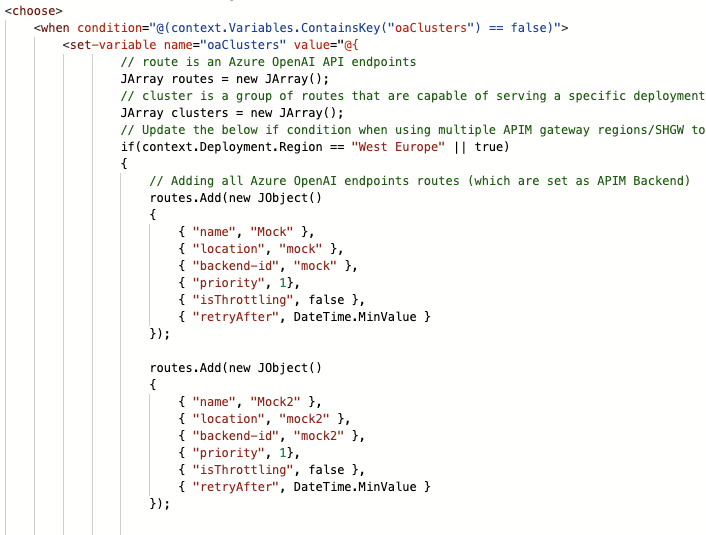 <choose>
<when condition="@(context.Variables.ContainsKey("oaClusters") == false)">
<set-variable name="oaClusters" value="@{
// route is an Azure OpenAI API endpoints
JArray routes = new JArray();
// cluster is a group of routes that are capable of serving a specific deployment
JArray clusters = new JArray();
// Update the below if condition when using multiple APIM gateway regions/SHGW to
if(context.Deployment.Region == "West Europe" || true)
{
// Adding all Azure OpenAI endpoints routes (which are set as APIM Backend)
routes.Add(new JObject()
{
{ "name", "Mock" },
{ "location", "mock" },
{ "backend-id", "mock" },
{ "priority", 1},
{ "isThrottling", false },
{ "retryAfter", DateTime.MinValue }
});
routes.Add(new JObject()
{
{ "name", "Mock2" },
{ "location", "mock2" },
{ "backend-id", "mock2" },
{ "priority", 1},
{ "isThrottling", false },
{ "retryAfter", DateTime.MinValue }
});